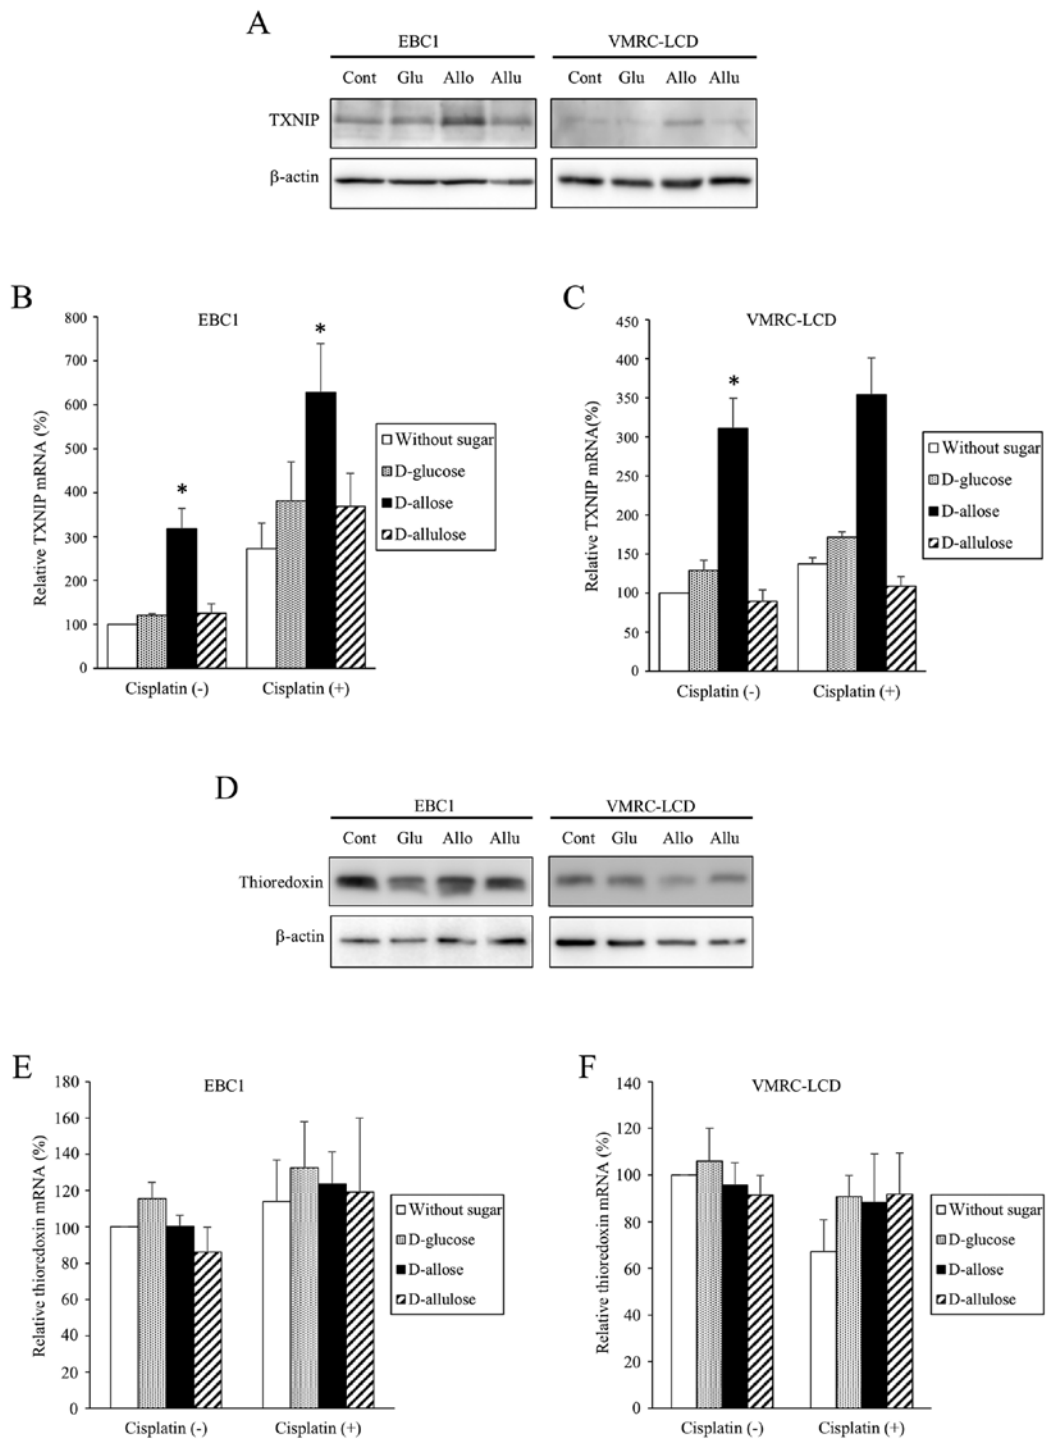 A
EBC1
VMRC-LCD
Cont Glu Allo Allu
Cont Glu Allo Allu
TXNIP
β-actin
B
EBC1
Relative TXNIP mRNA (%)
800
700
600
500
400
300
200
100
0
*
*
Cisplatin (-)
Cisplatin (+)
Without sugar
D-glucose
D-allose
D-allulose
C
VMRC-LCD
Relative TXNIP mRNA(%)
450
400
350
300
250
200
150
100
50
0
*
Cisplatin (-)
Cisplatin (+)
Without sugar
D-glucose
D-allose
D-allulose
D
EBC1
VMRC-LCD
Cont Glu Allo Allu
Cont Glu Allo Allu
Thioredoxin
β-actin
E
EBC1
Relative thioredoxin mRNA (%)
180
160
140
120
100
80
60
40
20
0
Cisplatin (-)
Cisplatin (+)
Without sugar
D-glucose
D-allose
D-allulose
F
VMRC-LCD
Relative thioredoxin mRNA (%)
140
120
100
80
60
40
20
0
Cisplatin (-)
Cisplatin (+)
Without sugar
D-glucose
D-allose
D-allulose